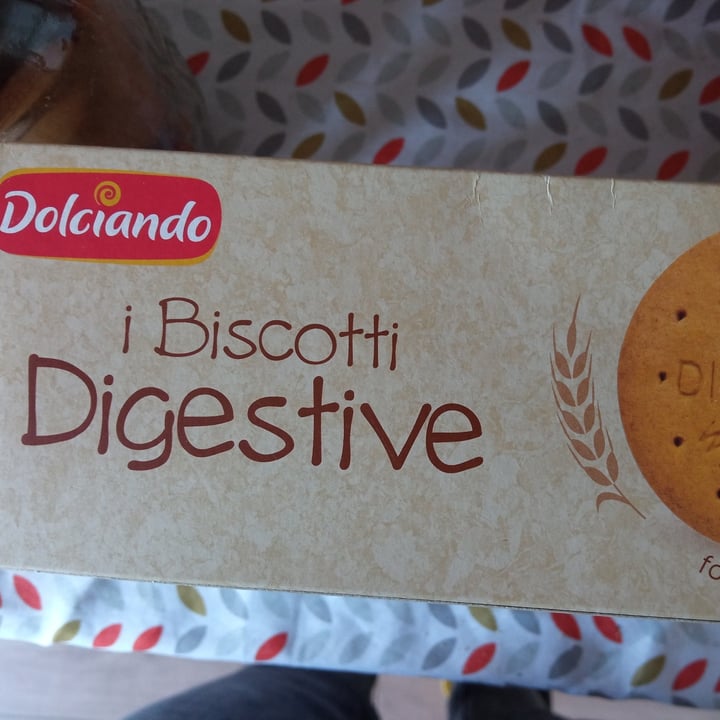 Dolciando
i Biscotti
Digestive